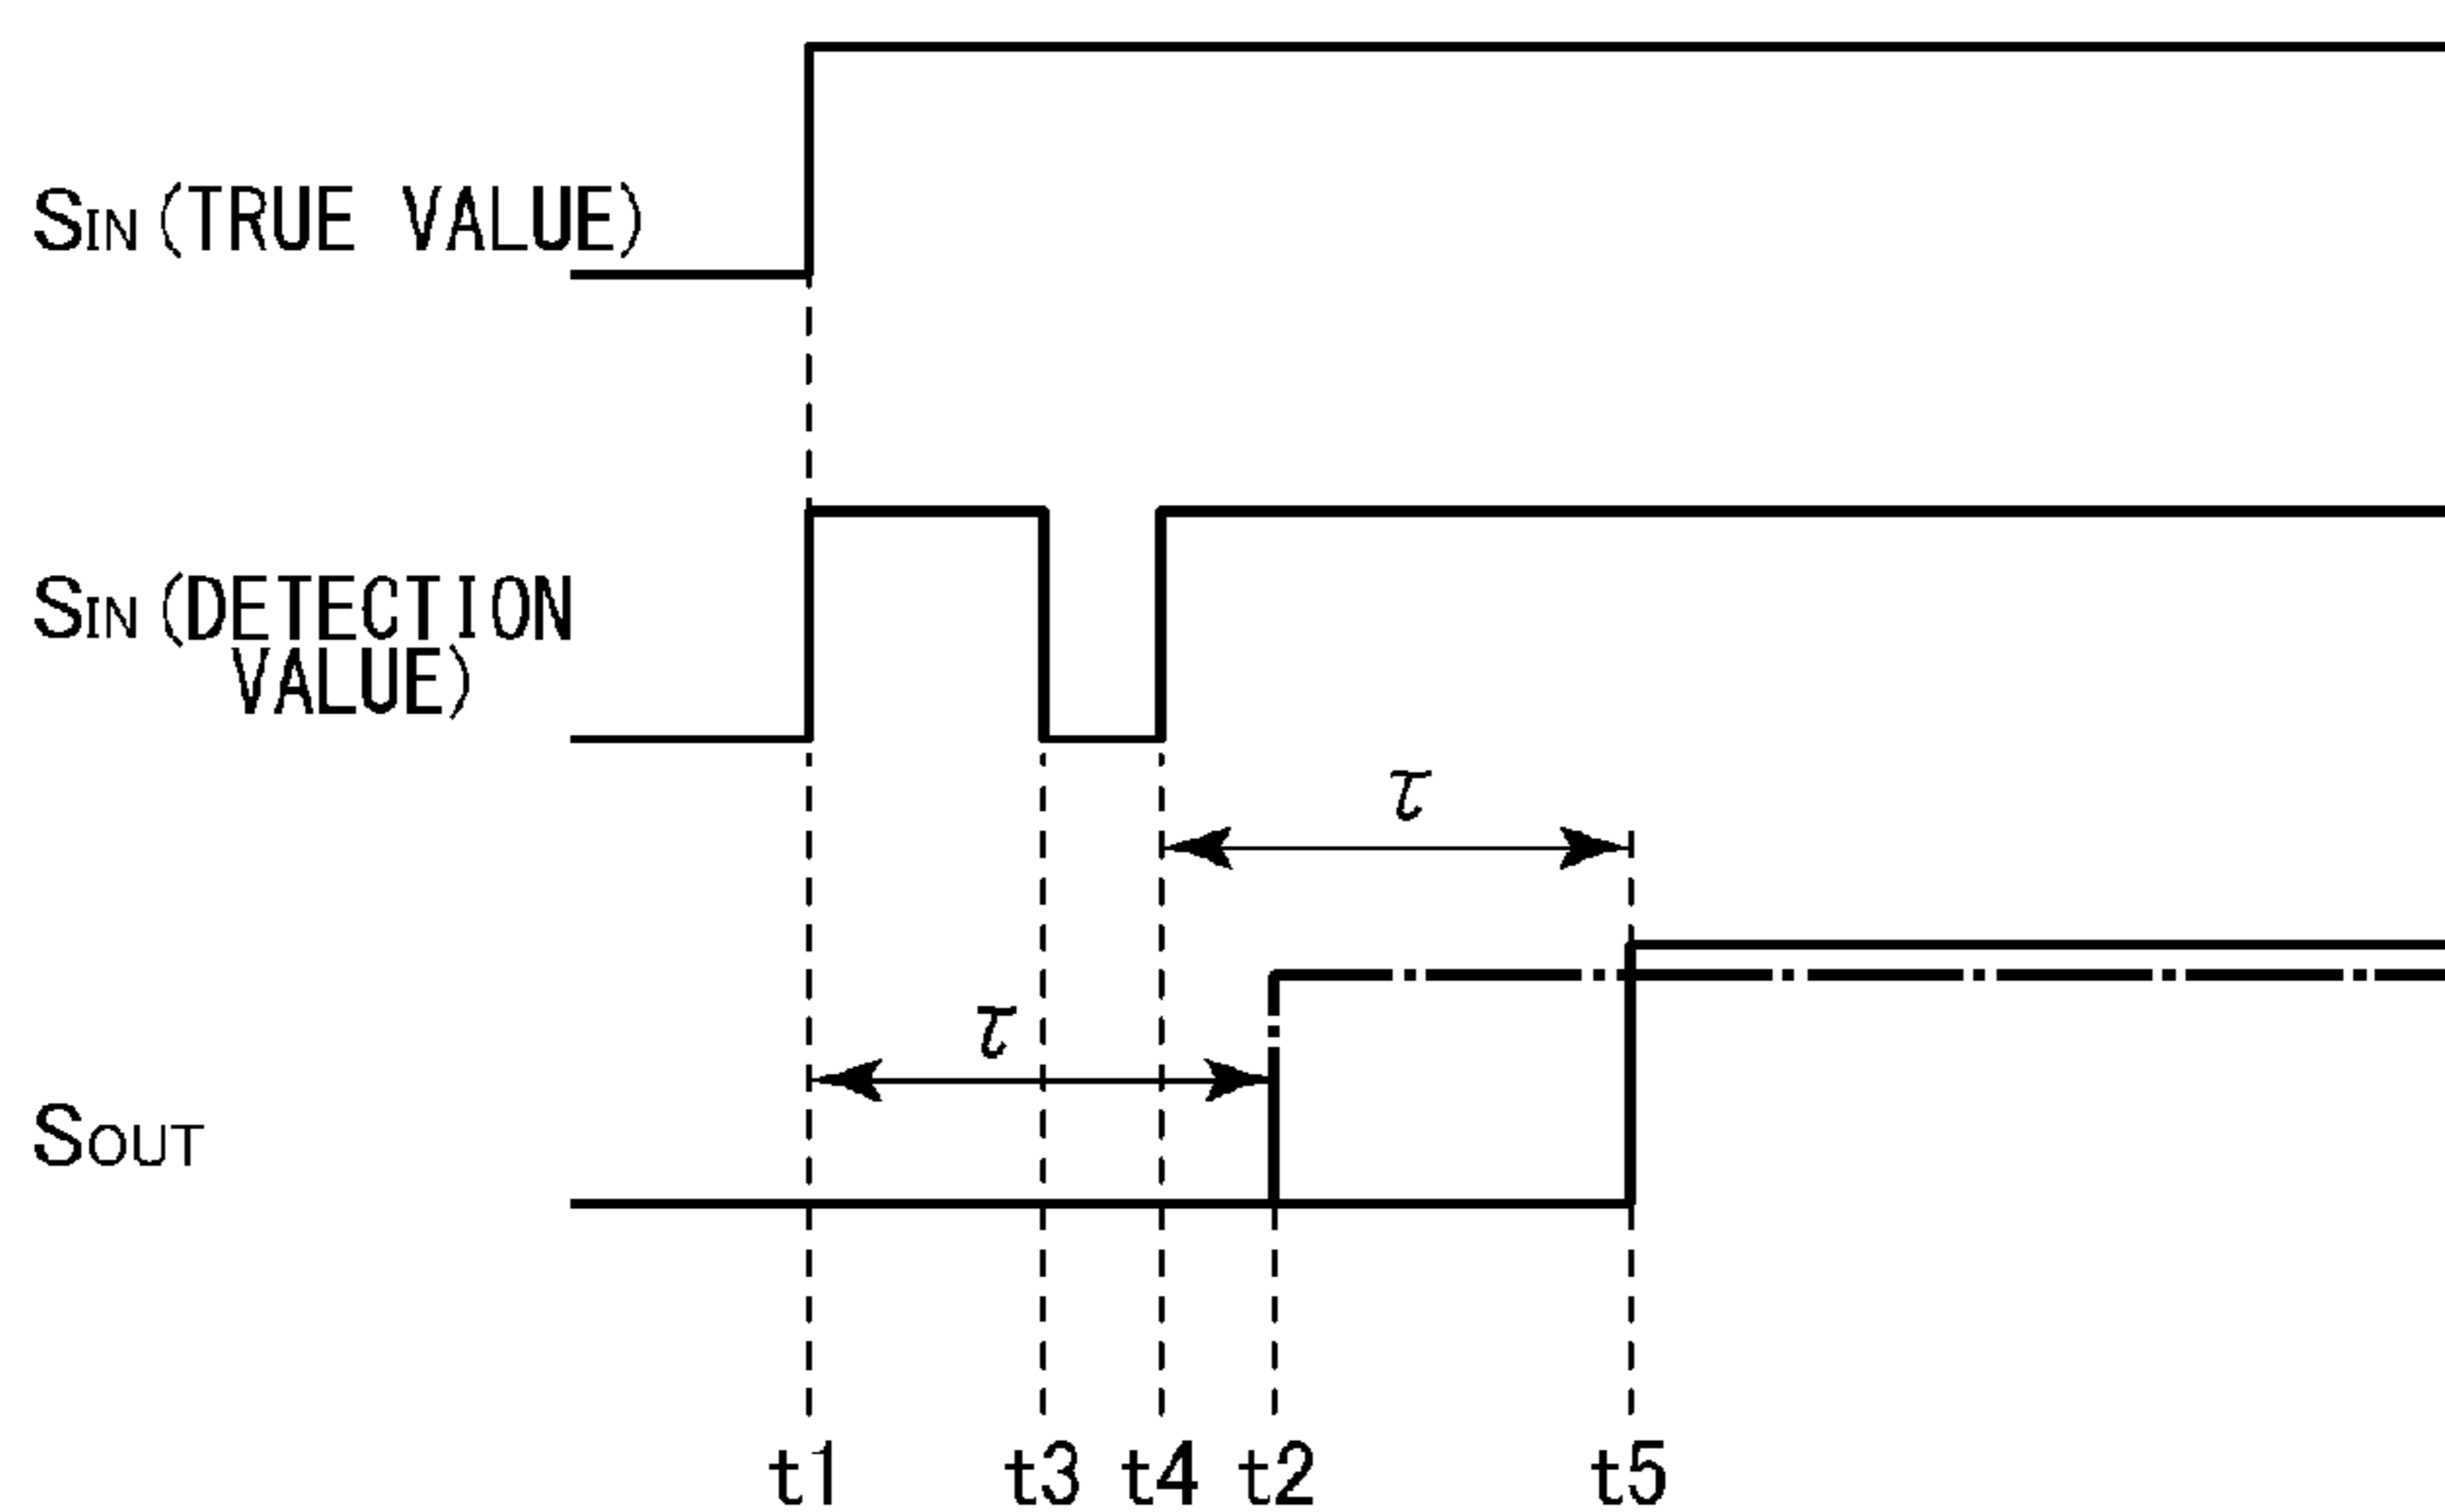 SIN (TRUE VALUE)
SIN (DETECTION
VALUE)
τ
τ
SOUT
t1 t3 t4 t2 t5